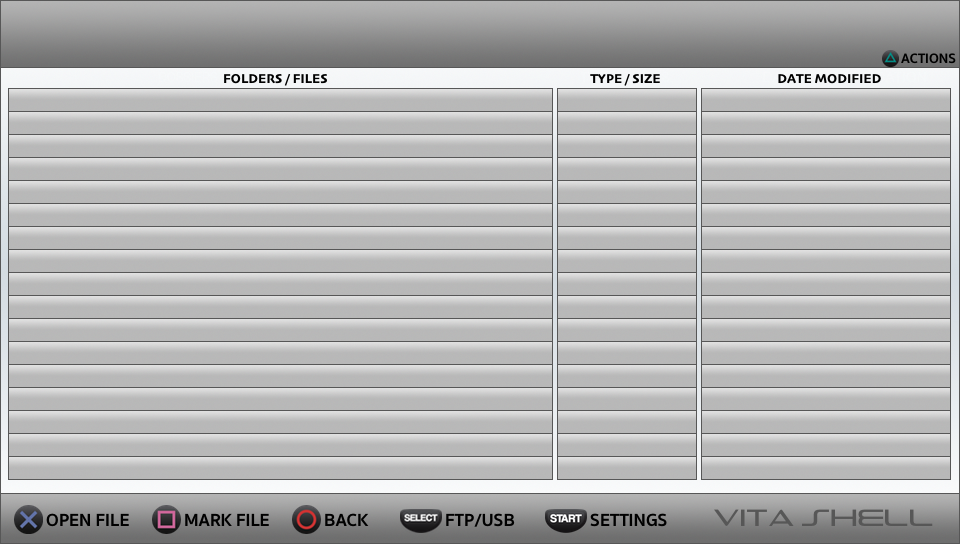 ACTIONS
FOLDERS / FILES TYPE / SIZE DATE MODIFIED
OPEN FILE MARK FILE BACK SELECT FTP/USB START SETTINGS VITA SHELL